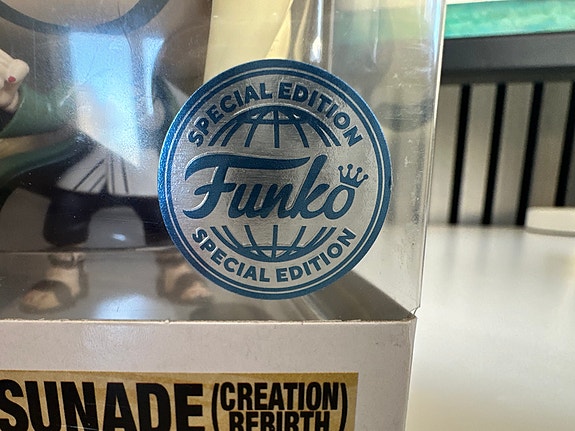 SPECIAL EDITION
Funko
SPECIAL EDITION
SUNADE (CREATION
REBIRTH)